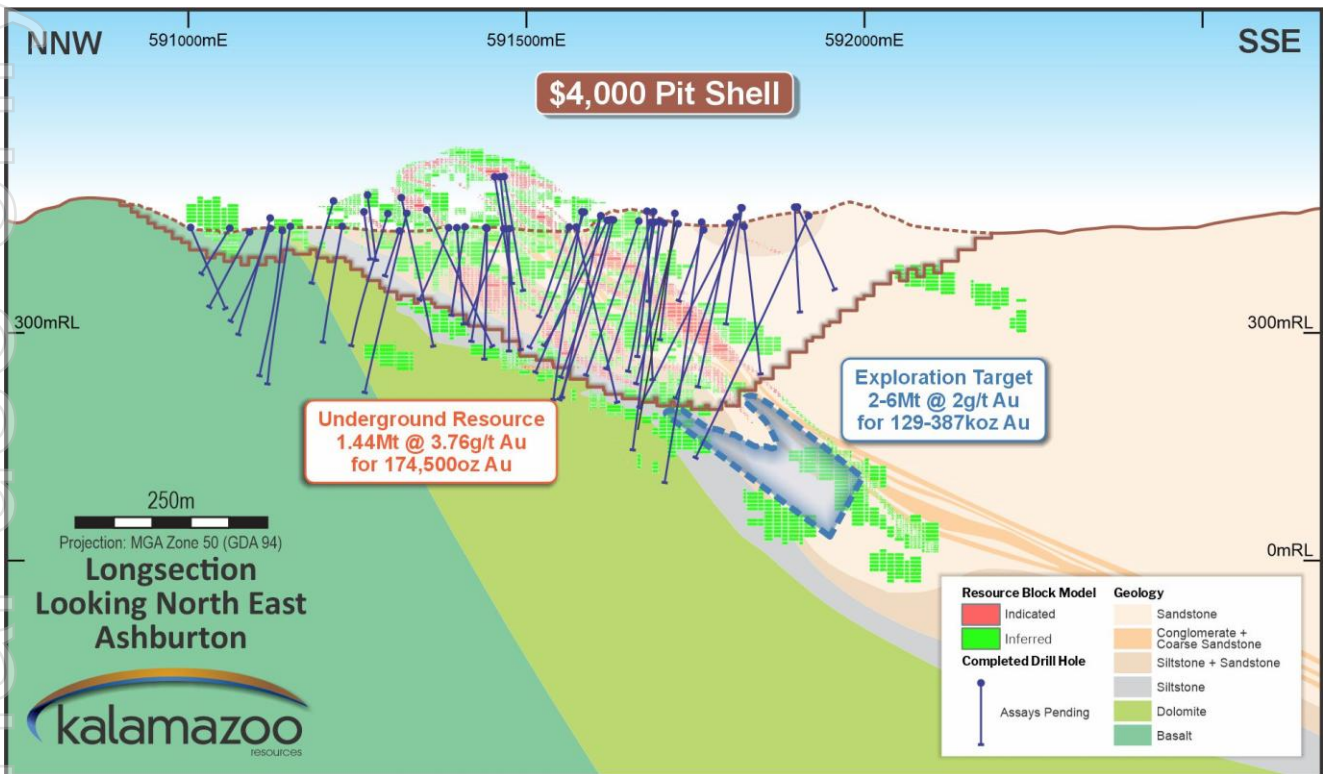 NNW
591000mE
591500mE
592000mE
SSE
$4,000 Pit Shell
300mRL
300mRL
Exploration Target
2-6Mt @ 2g/t Au
for 129-387koz Au
Underground Resource
1.44Mt @ 3.76g/t Au
for 174,500oz Au
250m
Projection: MGA Zone 50 (GDA 94)
0mRL
Longsection
Looking North East
Ashburton
kalamazoo
resources
Resource Block Model
Indicated
Inferred
Completed Drill Hole
Assays Pending
Geology
Sandstone
Conglomerate +
Coarse Sandstone
Siltstone + Sandstone
Siltstone
Dolomite
Basalt